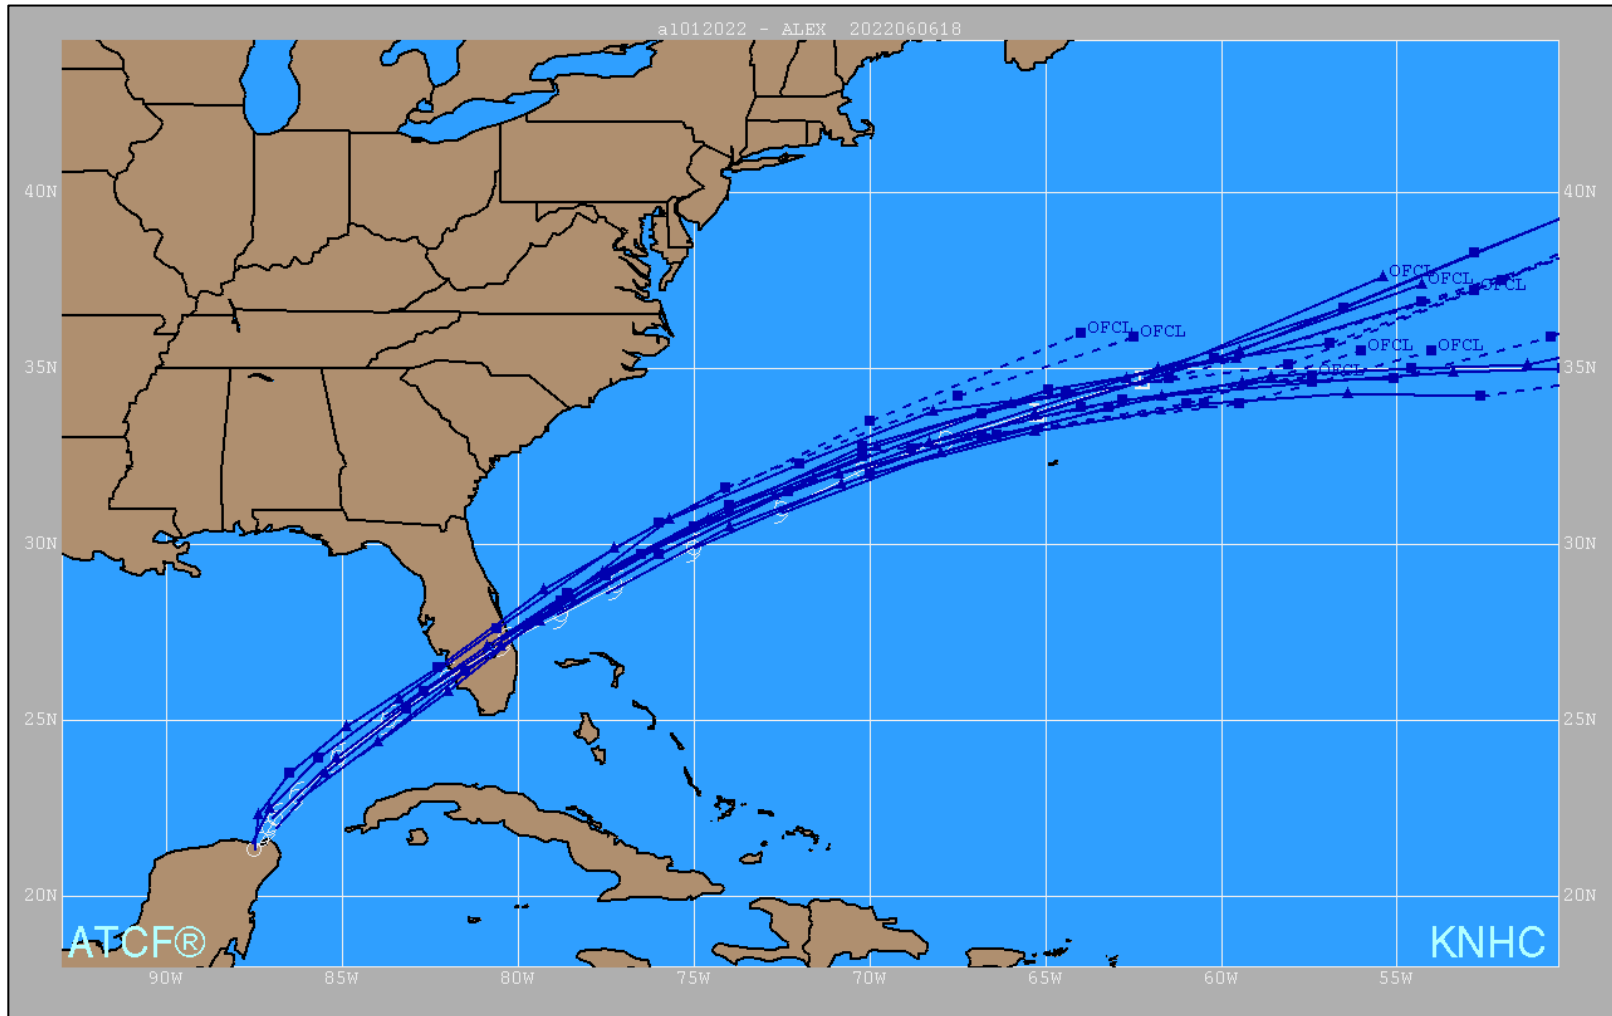 al012022 - ALEX 2022060618
40N 40N
OFCL
OFCL
OFCL
OFCL
OFCL
OFCL
OFCL
35N OFCL 35N
30N 30N
25N 25N
20N 20N
ATCF® KNHC
90W 85W 80W 75W 70W 65W 60W 55W